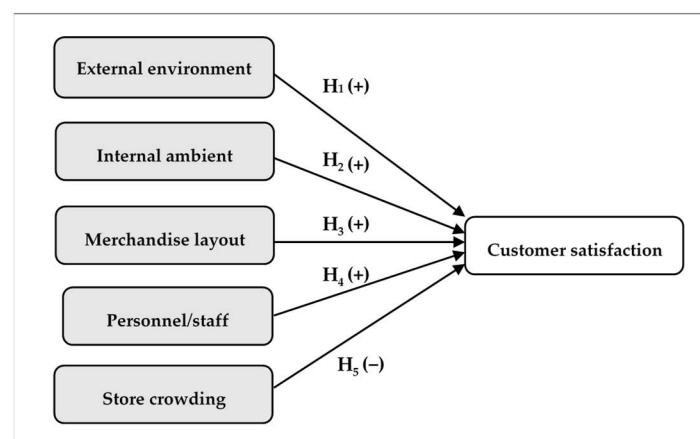 External environment
H1 (+)
Internal ambient
H2 (+)
Merchandise layout
H3 (+)
Customer satisfaction
H4 (+)
Personnel/staff
H5 (−)
Store crowding